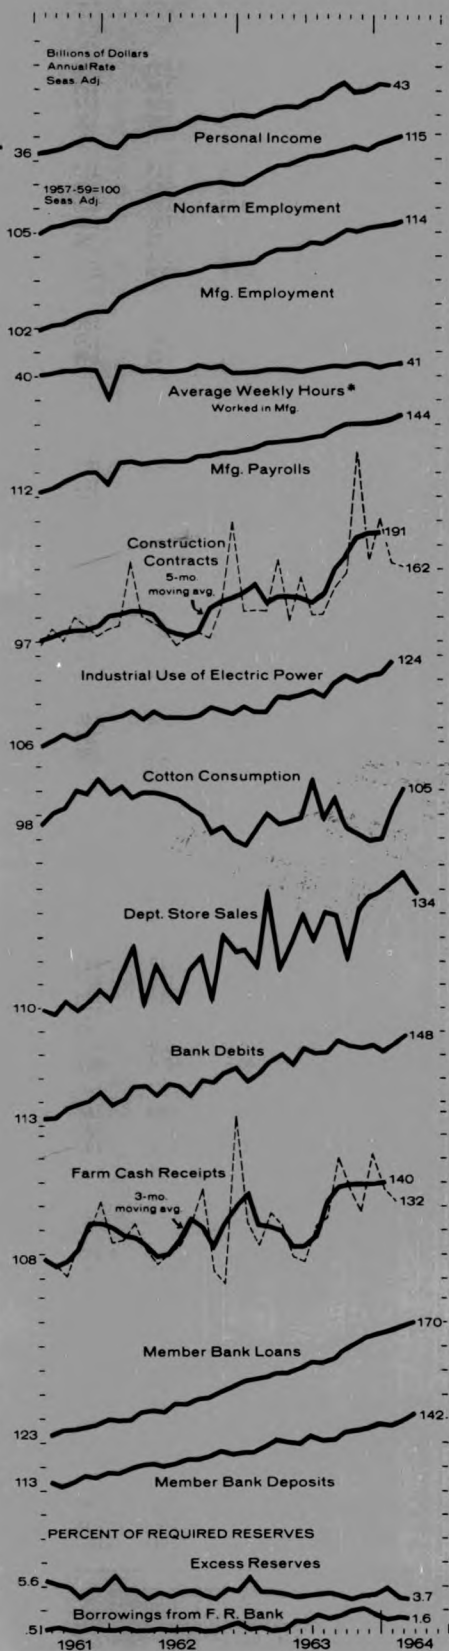 Billions of Dollars
Annual Rate
Seas. Adj.
43
36
Personal Income
115
1957-59=100
Seas. Adj.
Nonfarm Employment
105
114
Mfg. Employment
102
40
41
Average Weekly Hours*
Worked in Mfg.
144
Mfg. Payrolls
112
Construction
Contracts
191
5-mo.
moving avg.
162
97
124
Industrial Use of Electric Power
106
Cotton Consumption
105
98
134
Dept. Store Sales
110
148
Bank Debits
113
Farm Cash Receipts
140
3-mo.
moving avg.
132
108
170
Member Bank Loans
123
142
113
Member Bank Deposits
PERCENT OF REQUIRED RESERVES
Excess Reserves
5.6
3.7
Borrowings from F. R. Bank
.51
1.6
1961 1962 1963 1964